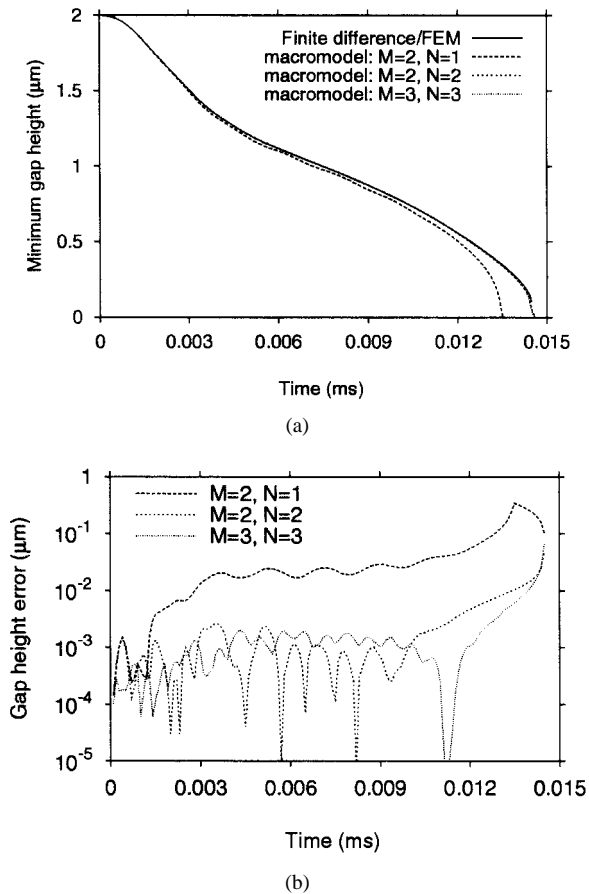 2
1.5
1
0.5
0
Minimum gap height (μm)
Finite difference/FEM
macromodel: M=2, N=1
macromodel: M=2, N=2
macromodel: M=3, N=3
0 0.003 0.006 0.009 0.012 0.015
Time (ms)
(a)
1
10-1
10-2
10-3
10-4
10-5
Gap height error (μm)
M=2, N=1
M=2, N=2
M=3, N=3
0 0.003 0.006 0.009 0.012 0.015
Time (ms)
(b)